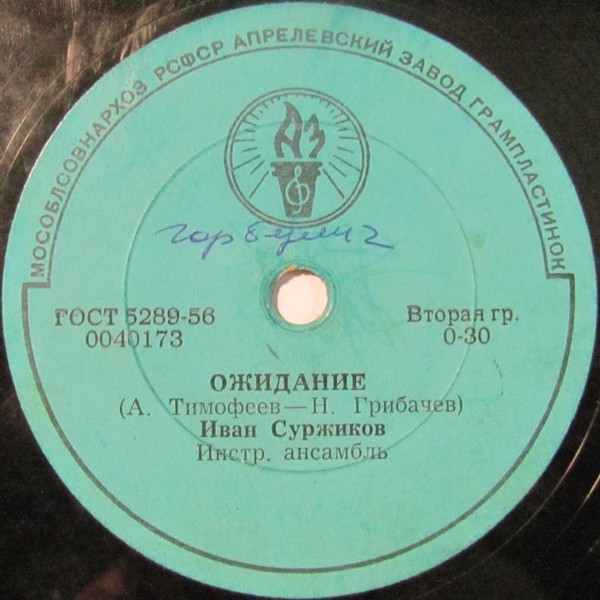 МОСОБЛСОВНАРХОЗ РСФСР АПРЕЛЕВСКИЙ ЗАВОД ГРАМПЛАСТИНОК
АЗ
ГОСТ 5289-56
0040173
Вторая гр.
0-30
ОЖИДАНИЕ
(А. Тимофеев—Н. Грибачев)
Иван Суржиков
Инстр. ансамбль